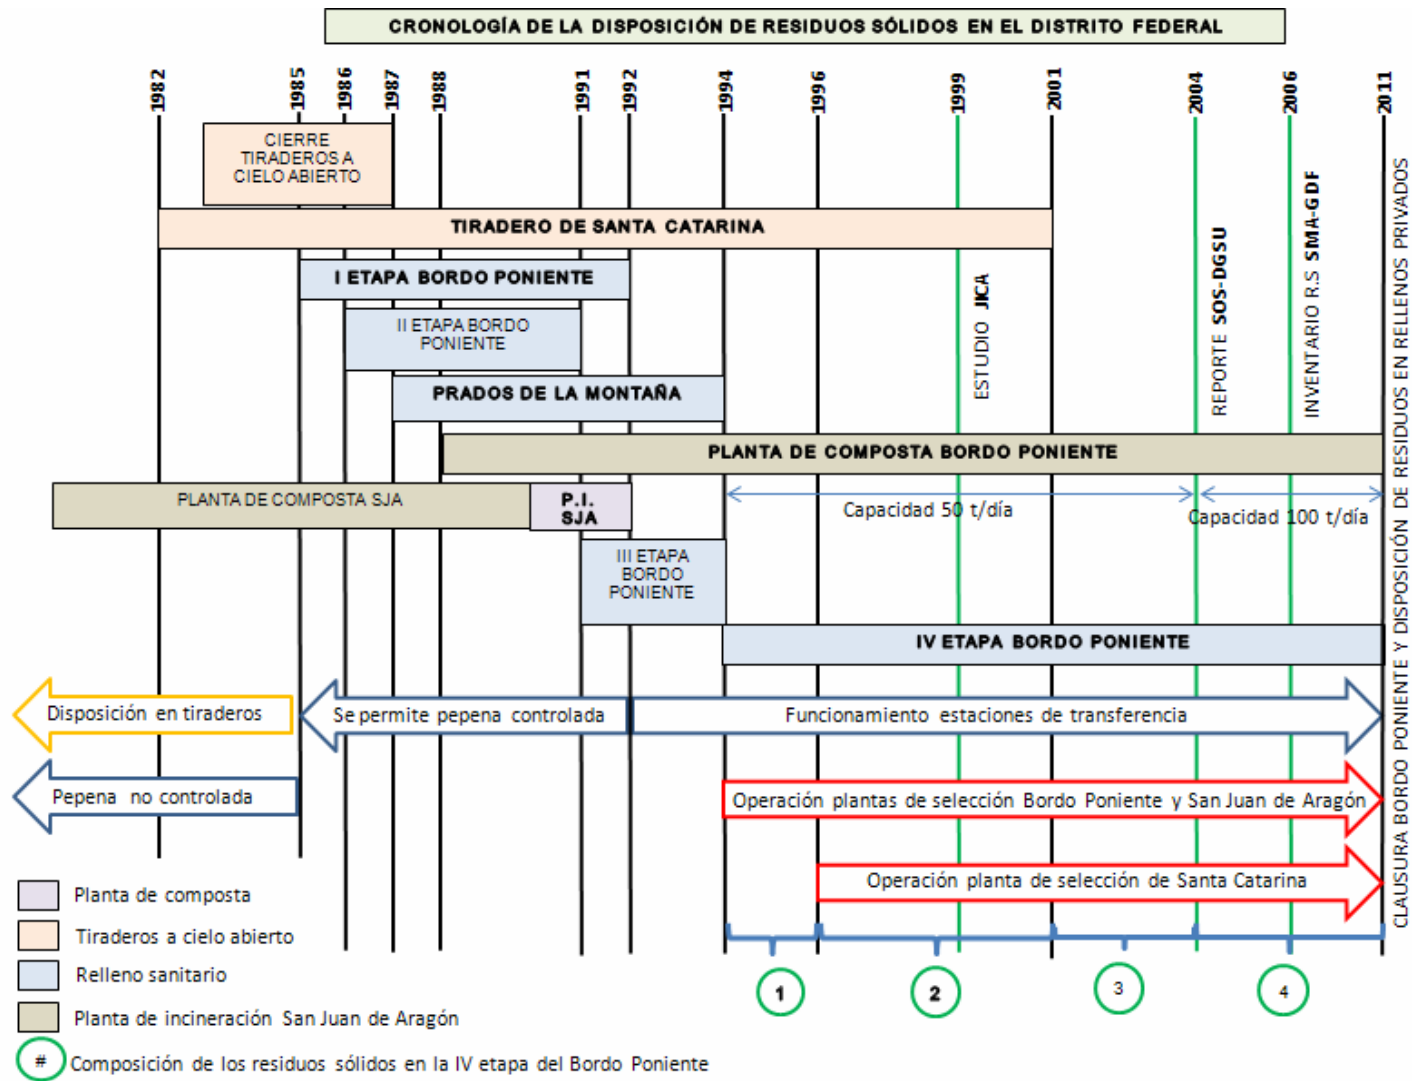 CRONOLOGÍA DE LA DISPOSICIÓN DE RESIDUOS SÓLIDOS EN EL DISTRITO FEDERAL
1982
1985
1986
1987
1988
1991
1992
1994
1996
1999
2001
2004
2006
2011
CIERRE
TIRADEROS A
CIELO ABIERTO
TIRADERO DE SANTA CATARINA
I ETAPA BORDO PONIENTE
II ETAPA BORDO
PONIENTE
PRADOS DE LA MONTAÑA
ESTUDIO JICA
REPORTE SOS-DGSU
INVENTARIO R.S SMA-GDF
CLAUSURA BORDO PONIENTE Y DISPOSICIÓN DE RESIDUOS EN RELLENOS PRIVADOS
PLANTA DE COMPOSTA BORDO PONIENTE
PLANTA DE COMPOSTA SJA
P.I.
SJA
Capacidad 50 t/día
Capacidad 100 t/día
III ETAPA
BORDO
PONIENTE
IV ETAPA BORDO PONIENTE
Disposición en tiraderos
Se permite pepena controlada
Funcionamiento estaciones de transferencia
Pepena no controlada
Operación plantas de selección Bordo Poniente y San Juan de Aragón
Operación planta de selección de Santa Catarina
1
2
3
4
Planta de composta
Tiraderos a cielo abierto
Relleno sanitario
Planta de incineración San Juan de Aragón
# Composición de los residuos sólidos en la IV etapa del Bordo Poniente